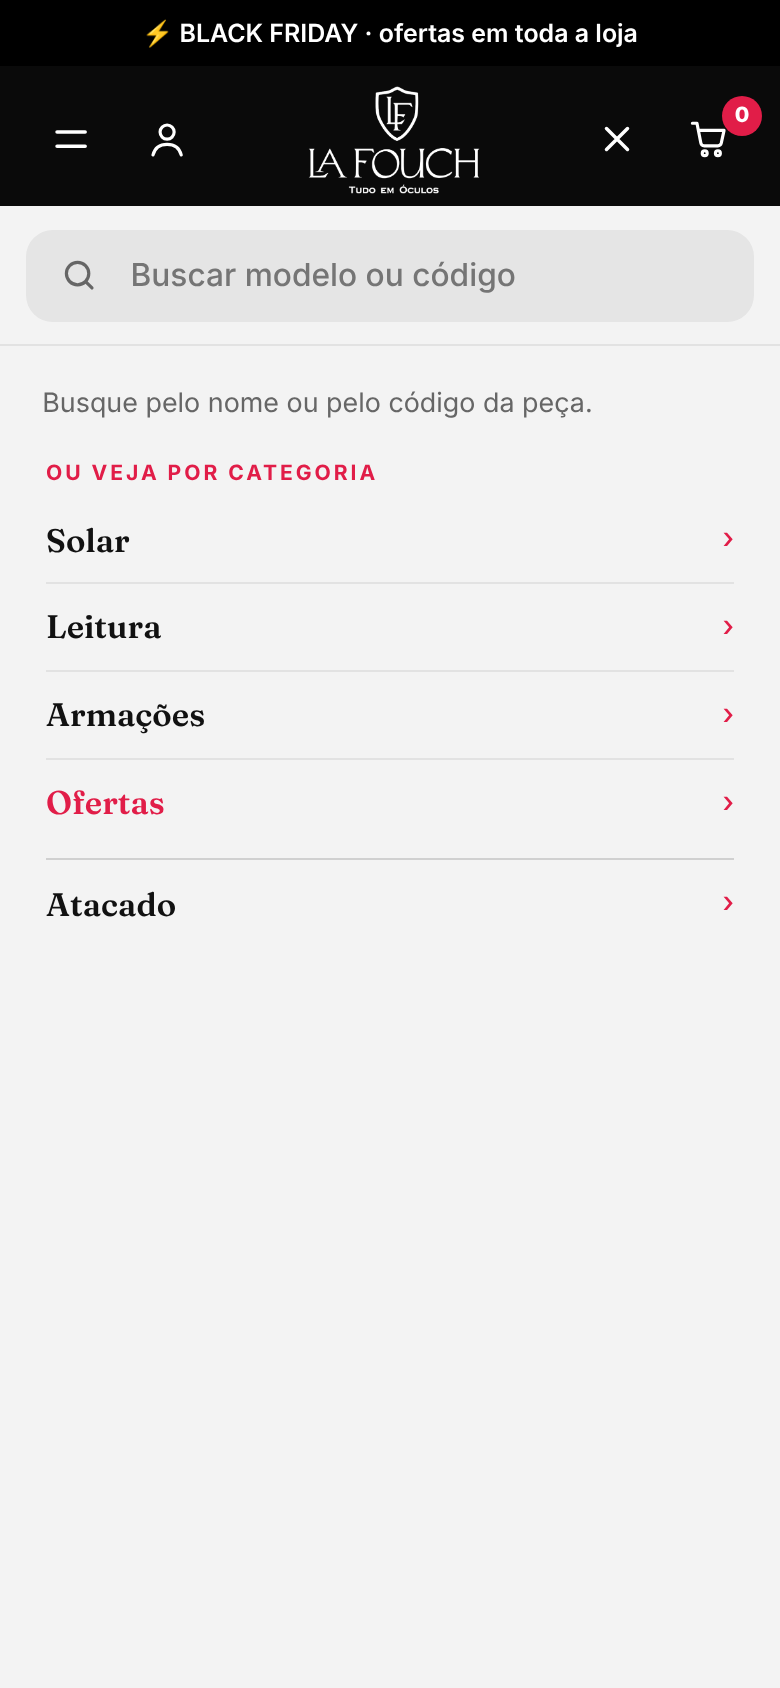 ⚡ BLACK FRIDAY · ofertas em toda a loja
0
LF
LA FOUCH
TUDO EM ÓCULOS
Buscar modelo ou código
Busque pelo nome ou pelo código da peça.
OU VEJA POR CATEGORIA
Solar
Leitura
Armações
Ofertas
Atacado